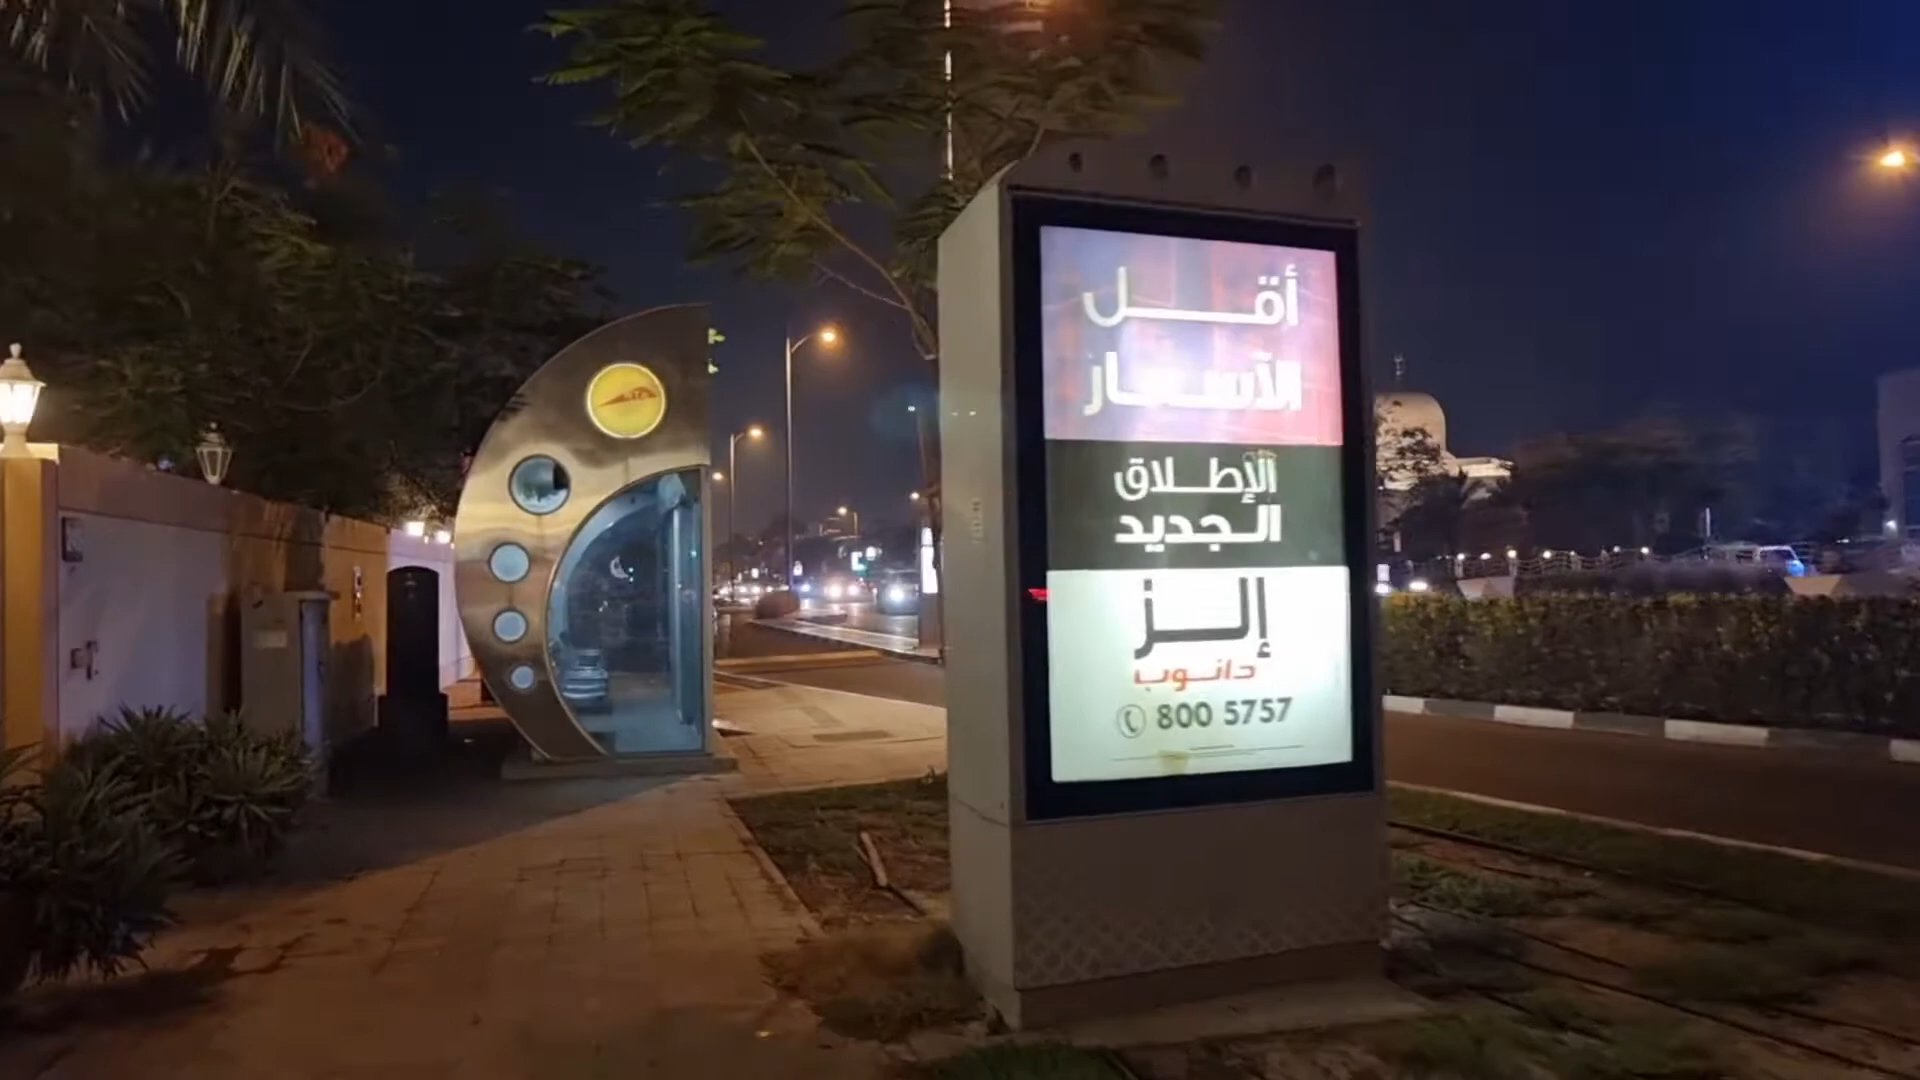 أقل
الأسعار
الإطلاق
الجديد
إلز
دانوب
800 5757